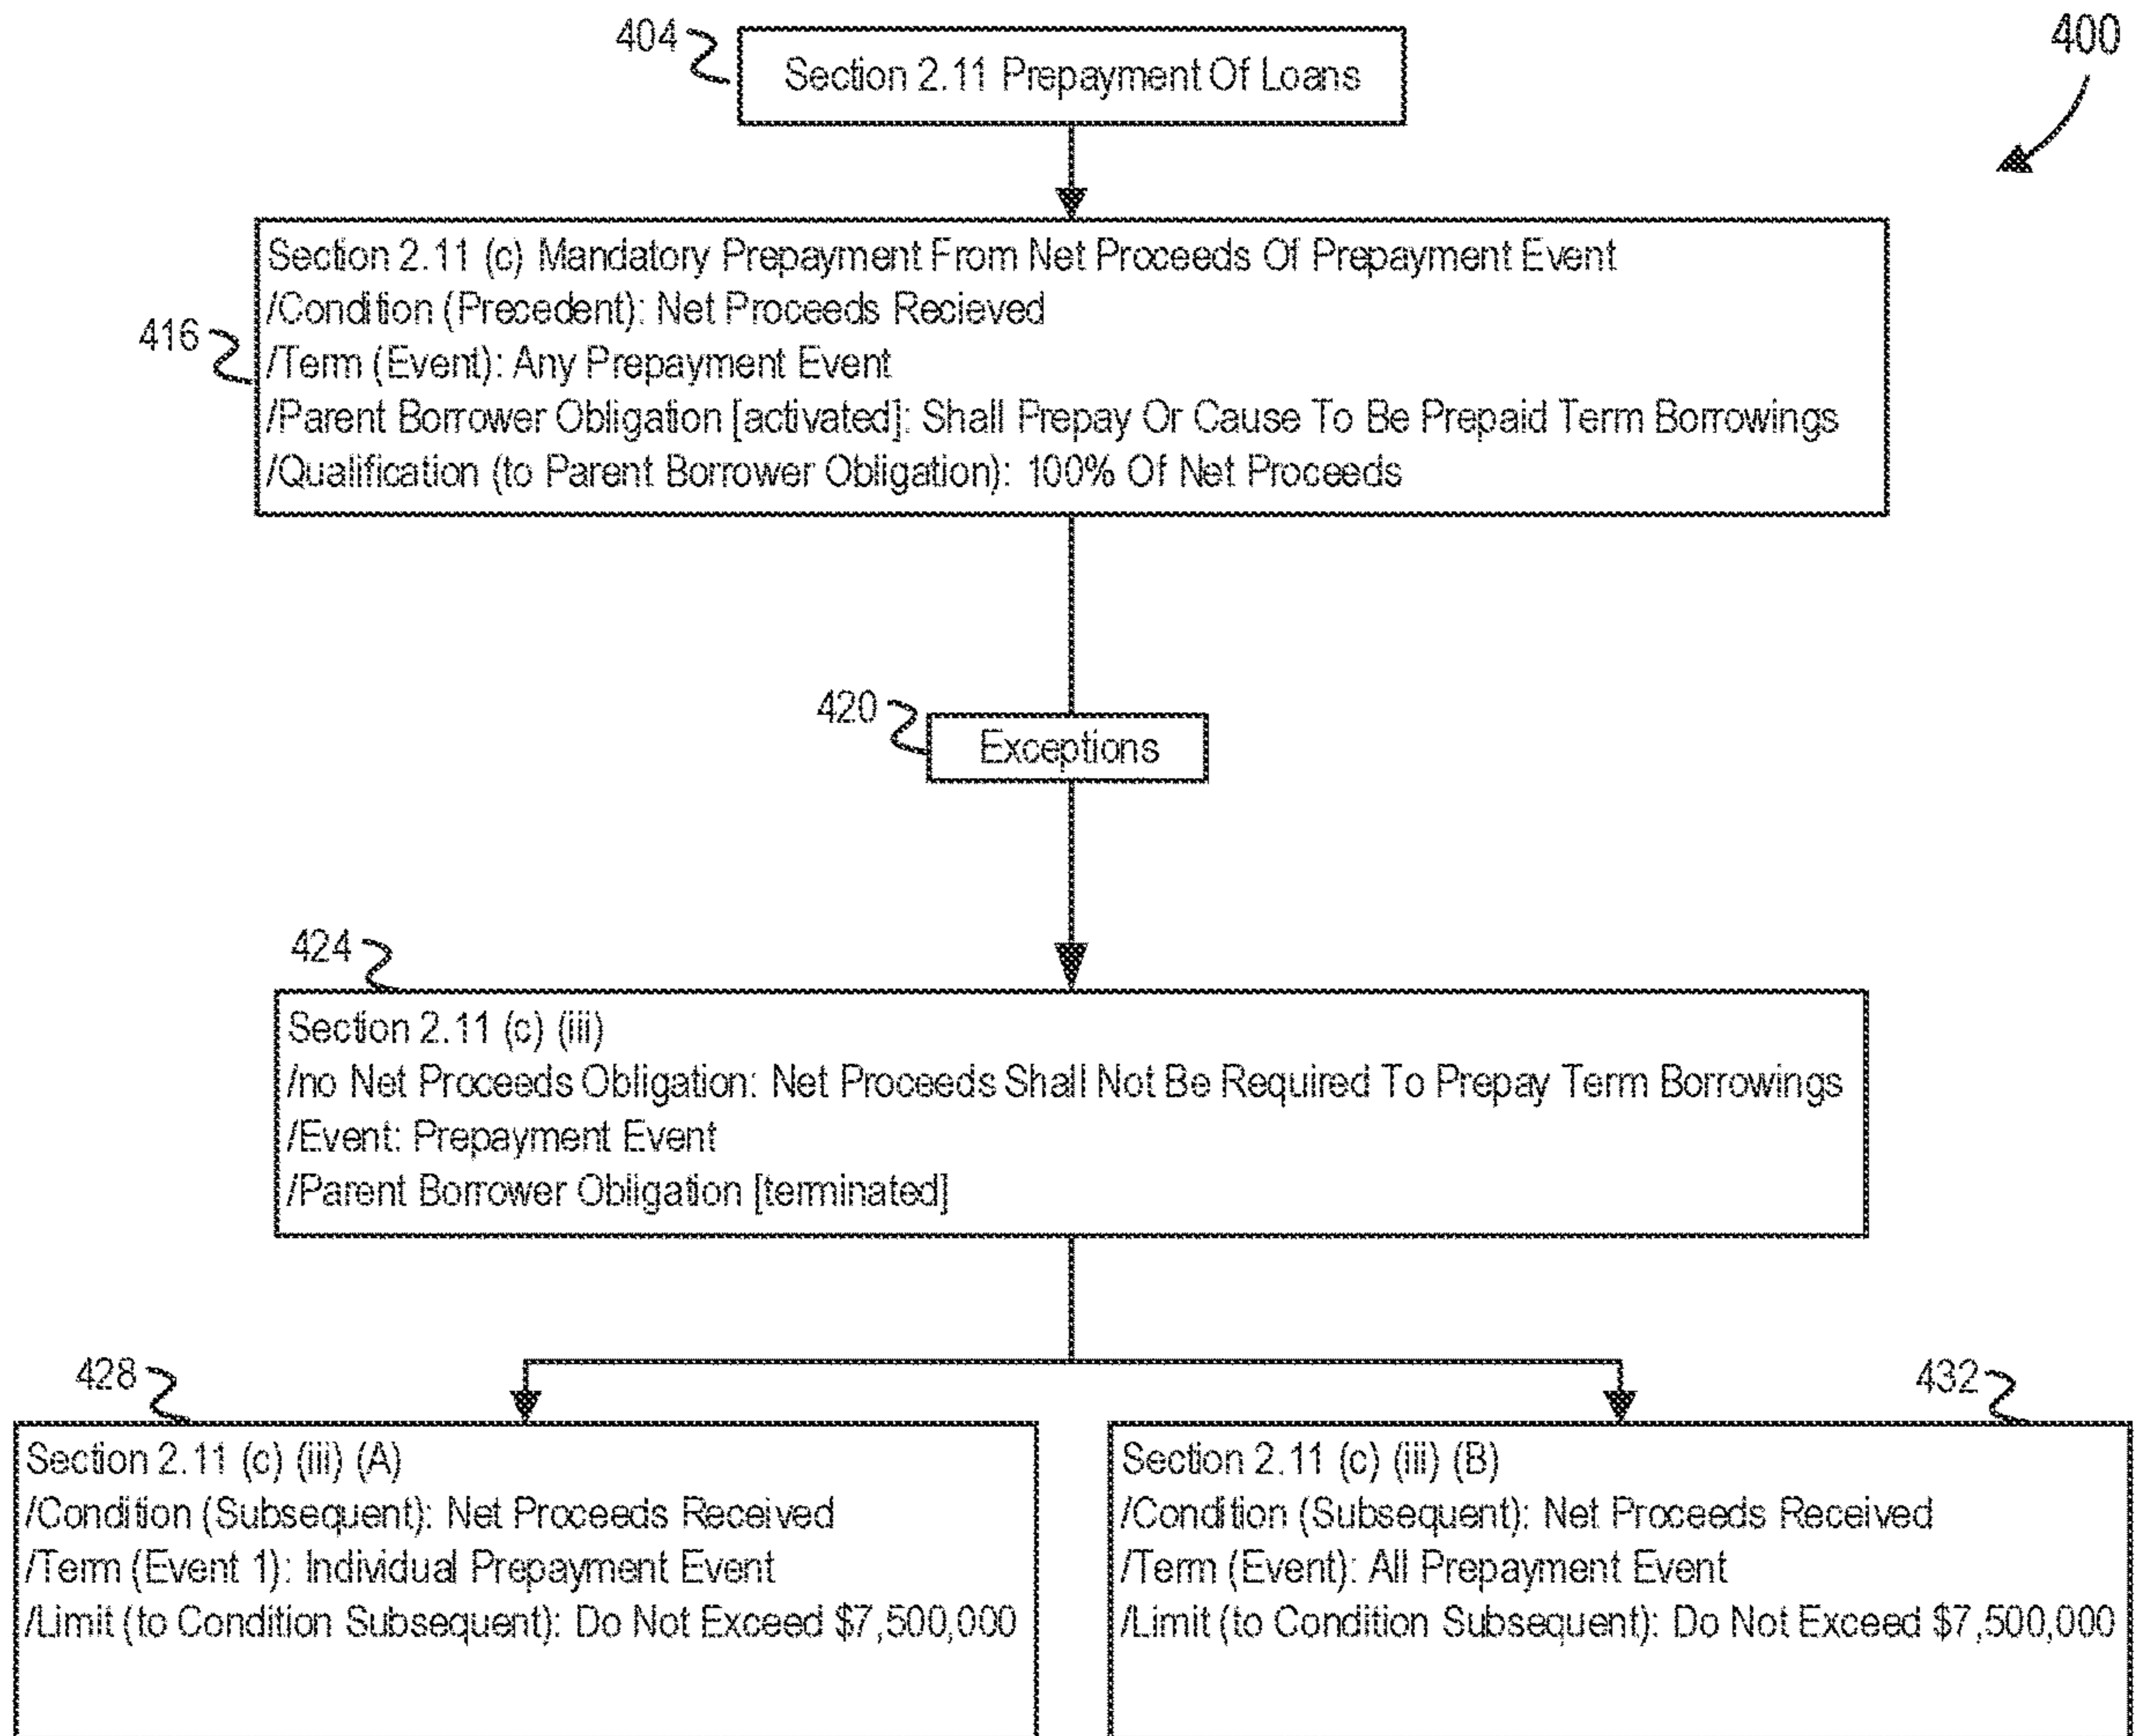 400
404
Section 2.11 Prepayment Of Loans
416
Section 2.11 (c) Mandatory Prepayment From Net Proceeds Of Prepayment Event
/Condition (Precedent): Net Proceeds Recieved
/Term (Event): Any Prepayment Event
/Parent Borrower Obligation [activated]: Shall Prepay Or Cause To Be Prepaid Term Borrowings
/Qualification (to Parent Borrower Obligation): 100% Of Net Proceeds
420
Exceptions
424
Section 2.11 (c) (iii)
/no Net Proceeds Obligation: Net Proceeds Shall Not Be Required To Prepay Term Borrowings
/Event: Prepayment Event
/Parent Borrower Obligation [terminated]
428
Section 2.11 (c) (iii) (A)
/Condition (Subsequent): Net Proceeds Received
/Term (Event 1): Individual Prepayment Event
/Limit (to Condition Subsequent): Do Not Exceed $7,500,000
432
Section 2.11 (c) (iii) (B)
/Condition (Subsequent): Net Proceeds Received
/Term (Event): All Prepayment Event
/Limit (to Condition Subsequent): Do Not Exceed $7,500,000